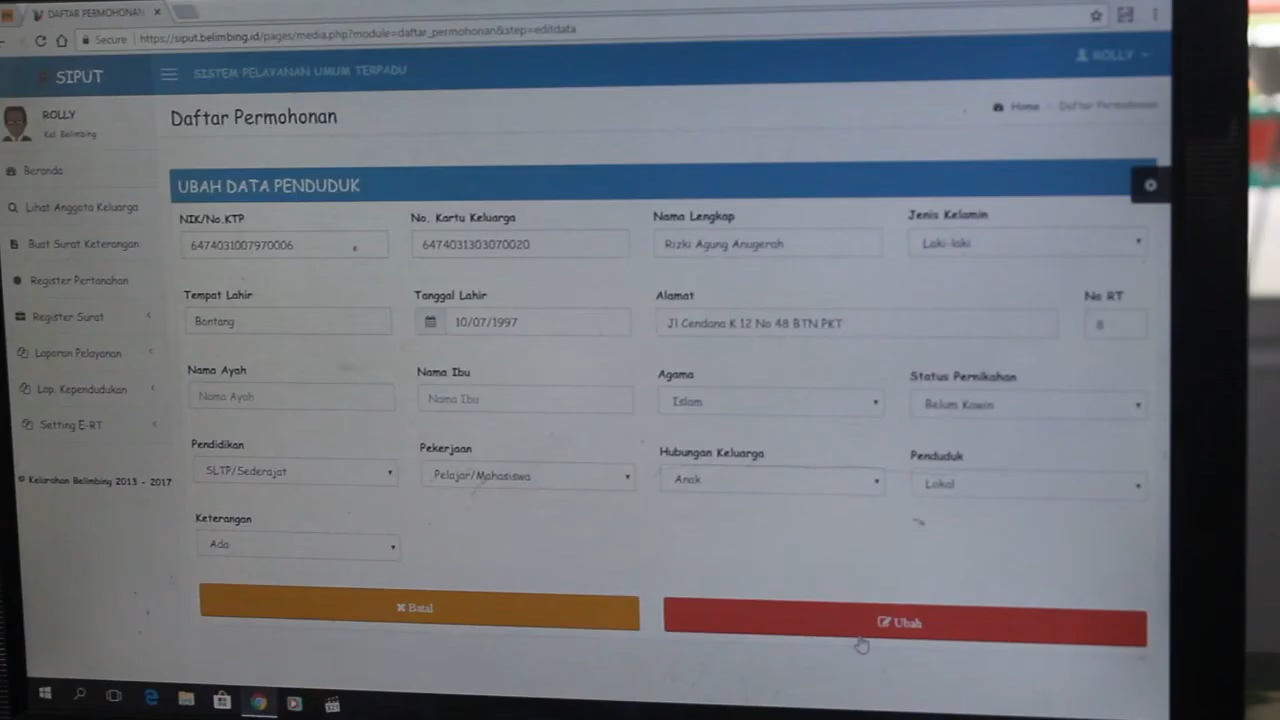 DAFTAR PERMOHONAN ×
Secure https://siput.belimbing.id/pages/media.php?module=daftar_permohonan&step=editdata
SIPUT SISTEM PELAYANAN UMUM TERPADU ROLLY
ROLLY
Kel. Belimbing
Daftar Permohonan
Home Daftar Permohonan
Beranda
Lihat Anggota Keluarga
Buat Surat Keterangan
Register Pertanahan
Register Surat
Laporan Pelayanan
Lap. Kependudukan
Setting E-RT
© Kelurahan Belimbing 2013 - 2017
UBAH DATA PENDUDUK
NIK/No.KTP No. Kartu Keluarga Nama Lengkap Jenis Kelamin
6474031007970006 6474031303070020 Rizki Agung Anugerah Laki-laki
Tempat Lahir Tanggal Lahir Alamat No RT
Bontang 10/07/1997 Jl Cendana K 12 No 48 BTN PKT 8
Nama Ayah Nama Ibu Agama Status Pernikahan
Nama Ayah Nama Ibu Islam Belum Kawin
Pendidikan Pekerjaan Hubungan Keluarga Penduduk
SLTP/Sederajat Pelajar/Mahasiswa Anak Lokal
Keterangan
Ada
Batal Ubah